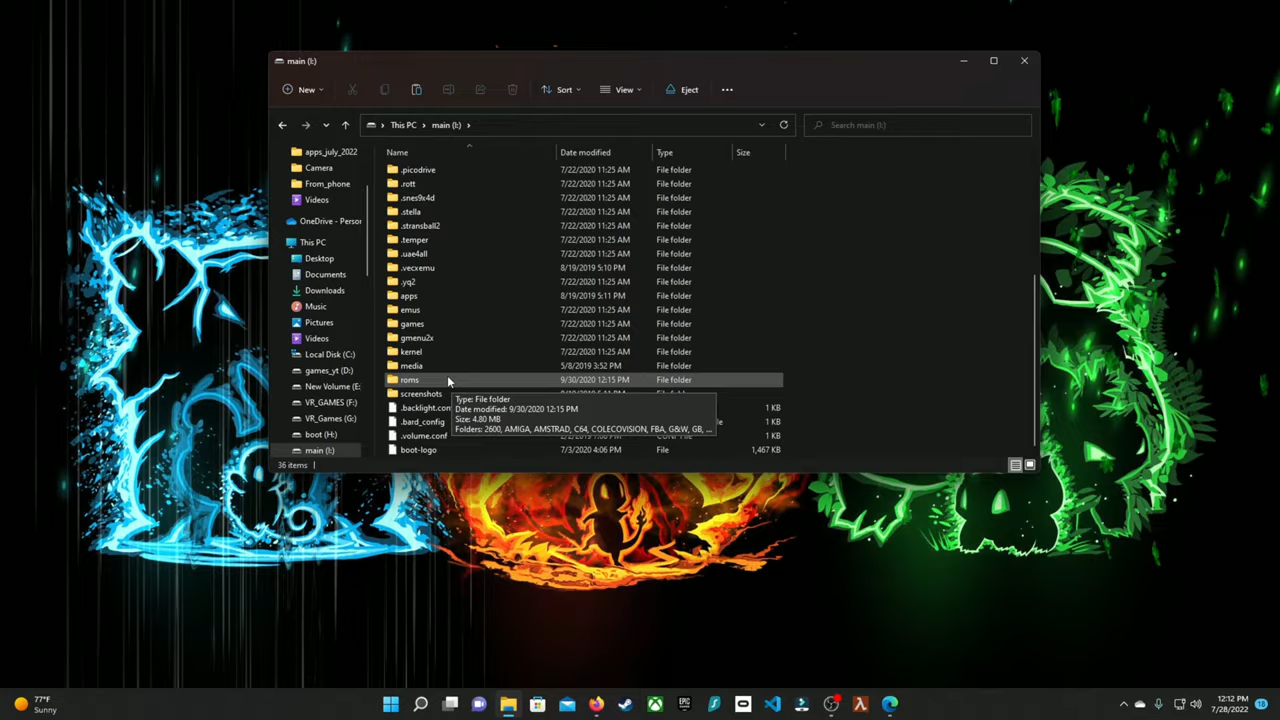 main (I:)
New
Sort
View
Eject
This PC
main (I:)
Search main (I:)
apps_july_2022
Camera
From_phone
Videos
OneDrive - Person
This PC
Desktop
Documents
Downloads
Music
Pictures
Videos
Local Disk (C:)
games_yt (D:)
New Volume (E:
VR_GAMES (F:)
VR_Games (G:)
boot (H:)
main (I:)
Name Date modified Type Size
.picodrive 7/22/2020 11:25 AM File folder
.rott 7/22/2020 11:25 AM File folder
.snes9x4d 7/22/2020 11:25 AM File folder
.stella 7/22/2020 11:25 AM File folder
.stransball2 7/22/2020 11:25 AM File folder
.temper 7/22/2020 11:25 AM File folder
.uae4all 7/22/2020 11:25 AM File folder
.vecxemu 8/19/2019 5:10 PM File folder
.yq2 7/22/2020 11:25 AM File folder
apps 8/19/2019 5:11 PM File folder
emus 7/22/2020 11:25 AM File folder
games 7/22/2020 11:25 AM File folder
gmenu2x 7/22/2020 11:25 AM File folder
kernel 7/22/2020 11:25 AM File folder
media 5/8/2019 3:52 PM File folder
roms 9/30/2020 12:15 PM File folder
screenshots
.backlight.con 1 KB
.bard_config 1 KB
.volume.conf 1 KB
boot-logo 7/3/2020 4:06 PM File 1,467 KB
Type: File folder
Date modified: 9/30/2020 12:15 PM
Size: 4.80 MB
Folders: 2600, AMIGA, AMSTRAD, C64, COLECOVISION, FBA, G&W, GB, ...
36 items
77°F
Sunny
12:12 PM
7/28/2022
18